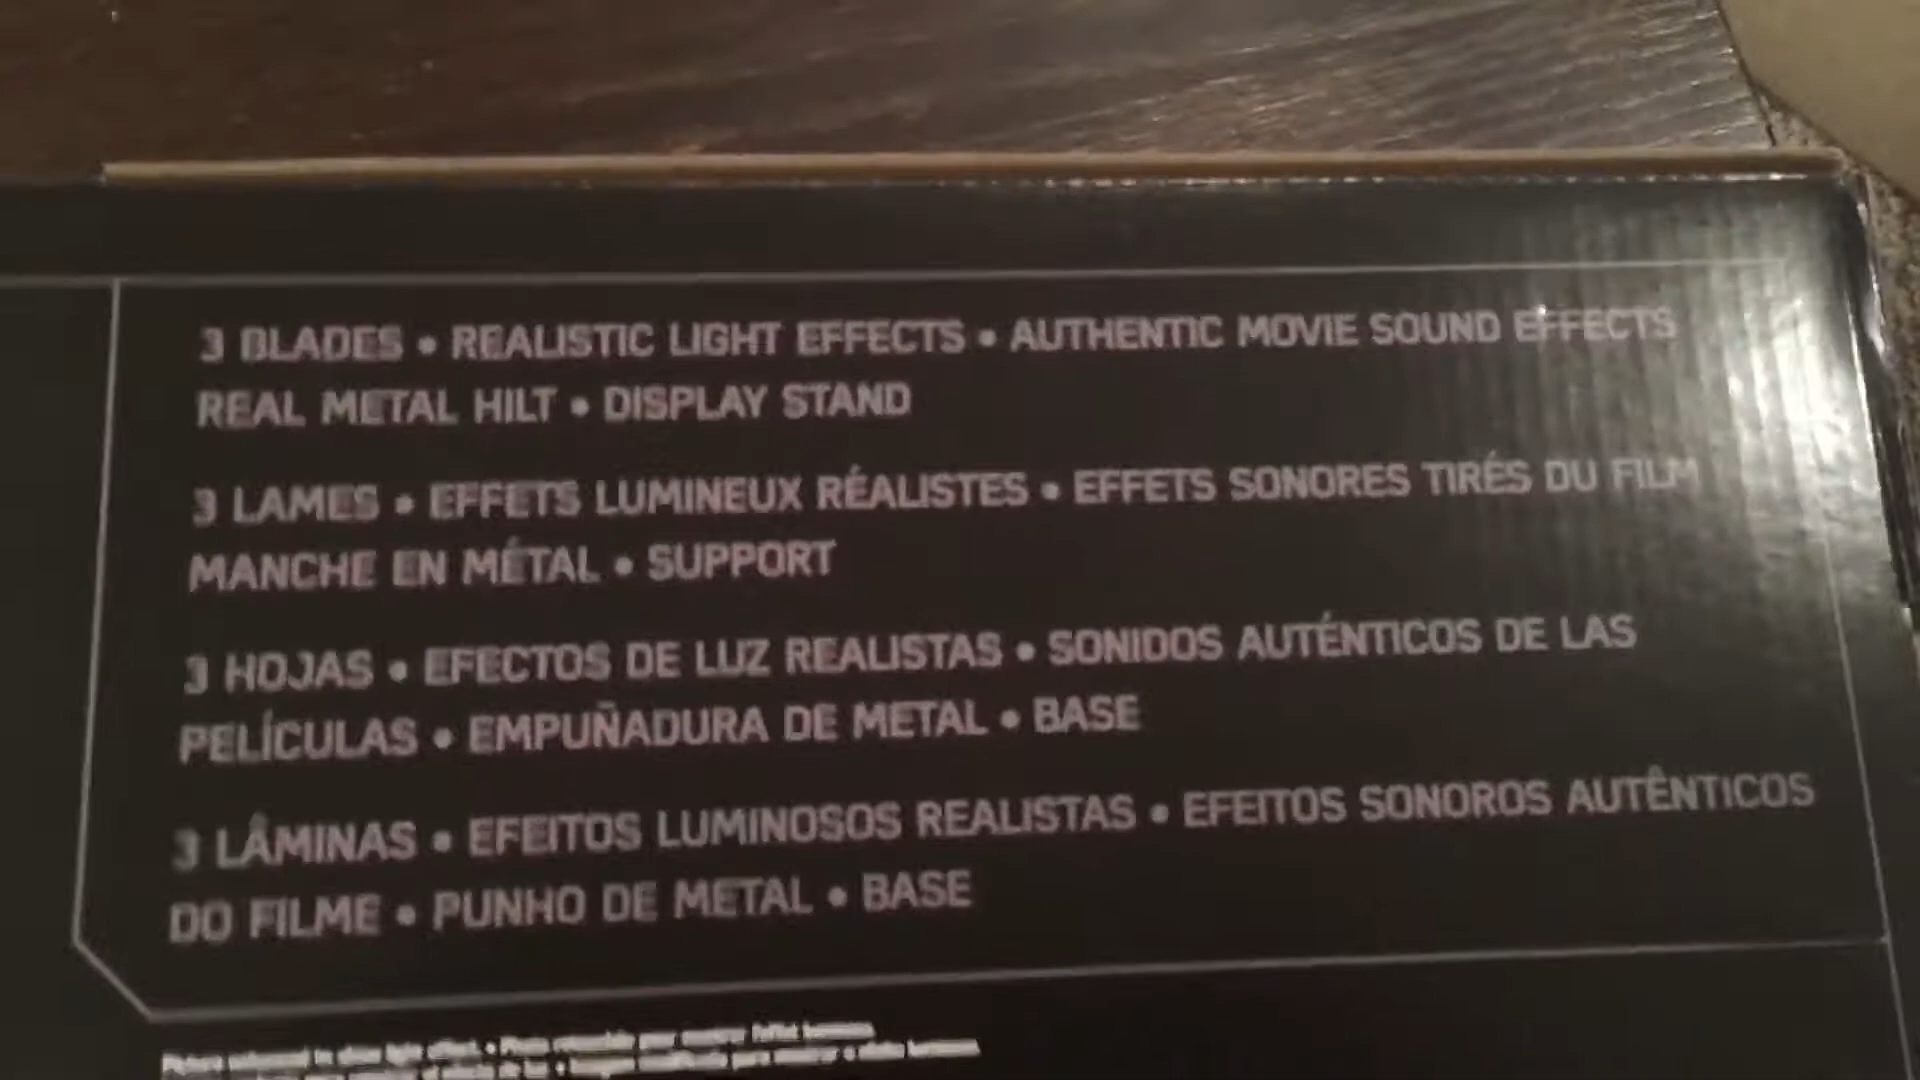 3 BLADES • REALISTIC LIGHT EFFECTS • AUTHENTIC MOVIE SOUND EFFECTS
REAL METAL HILT • DISPLAY STAND
3 LAMES • EFFETS LUMINEUX RÉALISTES • EFFETS SONORES TIRÉS DU FILM
MANCHE EN MÉTAL • SUPPORT
3 HOJAS • EFECTOS DE LUZ REALISTAS • SONIDOS AUTÉNTICOS DE LAS
PELÍCULAS • EMPUÑADURA DE METAL • BASE
3 LÂMINAS • EFEITOS LUMINOSOS REALISTAS • EFEITOS SONOROS AUTÊNTICOS
DO FILME • PUNHO DE METAL • BASE